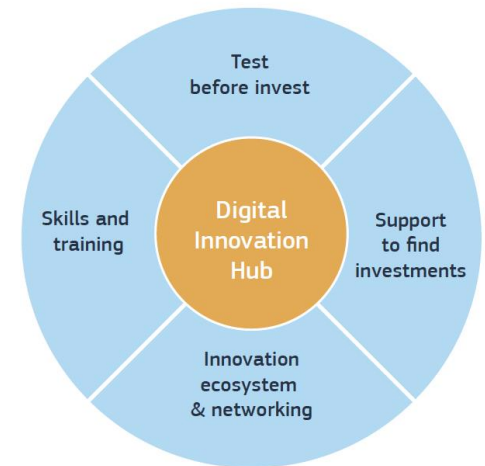 Test
before invest
Skills and
training
Digital
Innovation
Hub
Support
to find
investments
Innovation
ecosystem
& networking